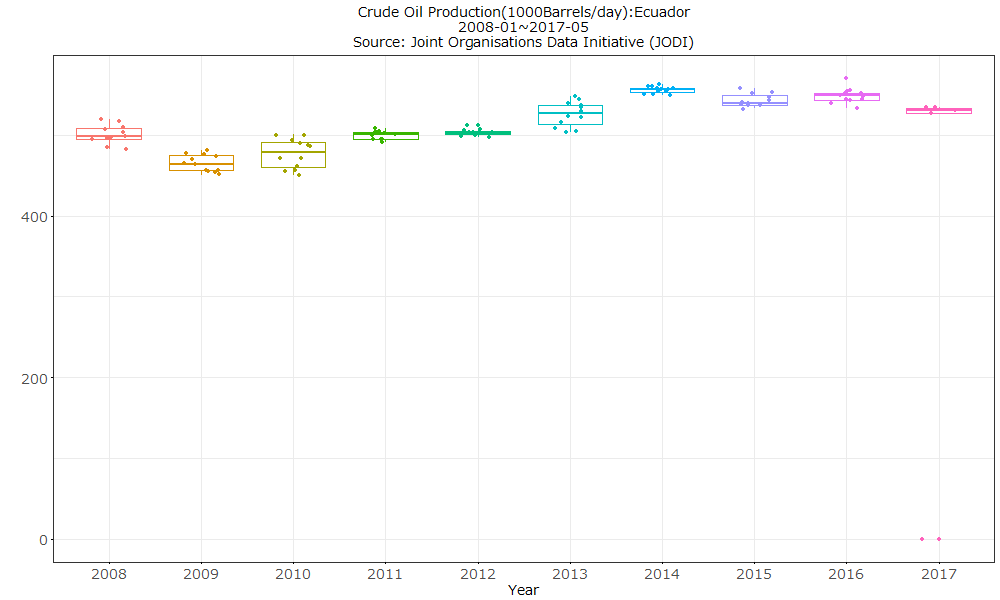 Crude Oil Production(1000Barrels/day):Ecuador
2008-01~2017-05
Source: Joint Organisations Data Initiative (JODI)
400
200
0
2008 2009 2010 2011 2012 2013 2014 2015 2016 2017
Year